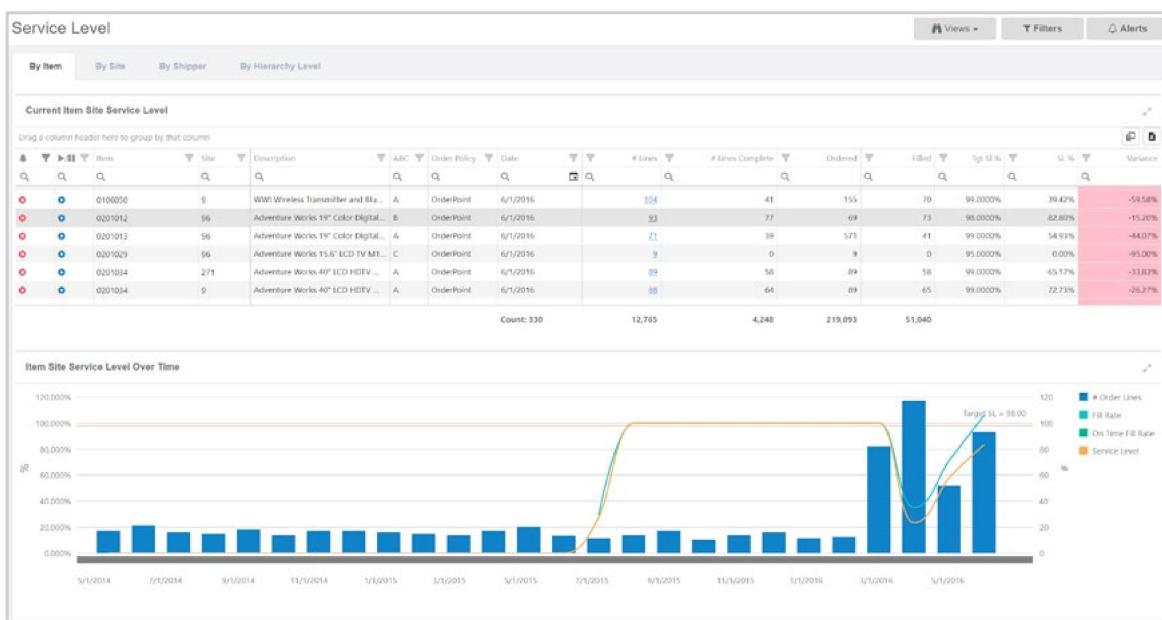 Service Level
Views
Filters
Alerts
By Item By Site By Shipper By Hierarchy Level
Current Item Site Service Level
Drag a column header here to group by that column
Item Site Description ABC Order Policy Date # Lines # Lines Complete Ordered Filled Tgt SL% SL % Variance
0106050 9 WWI Wireless Transmitter and Blu... A OrderPoint 6/1/2016 104 41 155 70 99.0000% 39.42% -59.58%
0201012 96 Adventure Works 19" Color Digital... B OrderPoint 6/1/2016 93 77 69 73 98.0000% 82.80% -15.20%
0201013 96 Adventure Works 19" Color Digital... A OrderPoint 6/1/2016 71 39 571 41 99.0000% 54.93% -44.07%
0201029 96 Adventure Works 15.6" LCD TV M1... C OrderPoint 6/1/2016 9 0 9 0 95.0000% 0.00% -95.00%
0201034 271 Adventure Works 40" LCD HDTV ... A OrderPoint 6/1/2016 89 58 89 58 99.0000% 65.17% -33.83%
0201034 9 Adventure Works 40" LCD HDTV ... A OrderPoint 6/1/2016 88 64 89 65 99.0000% 72.73% -26.27%
Count: 330 12,765 4,248 219,093 51,040
Item Site Service Level Over Time
120.000% 120
100.000% 100
80.000% 80
60.000% 60
40.000% 40
20.000% 20
0.000% 0
%
%
Target SL = 98.00
# Order Lines
Fill Rate
On Time Fill Rate
Service Level
5/1/2014 7/1/2014 9/1/2014 11/1/2014 1/1/2015 3/1/2015 5/1/2015 7/1/2015 9/1/2015 11/1/2015 1/1/2016 3/1/2016 5/1/2016